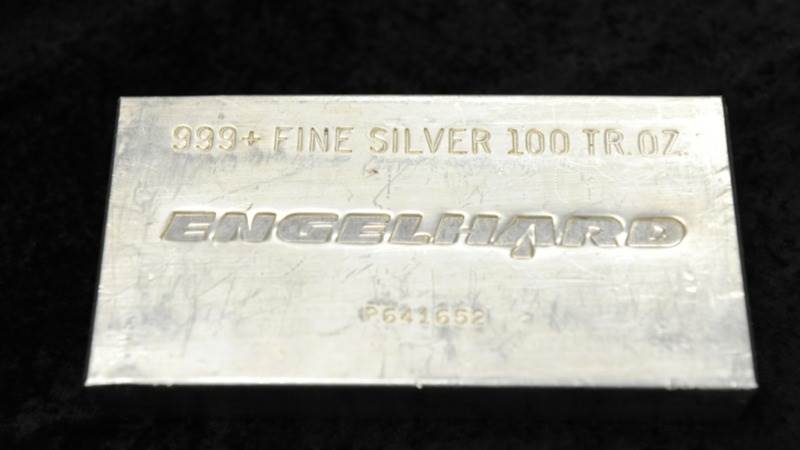 999+ FINE SILVER 100 TR.OZ.
ENGELHARD
P641652